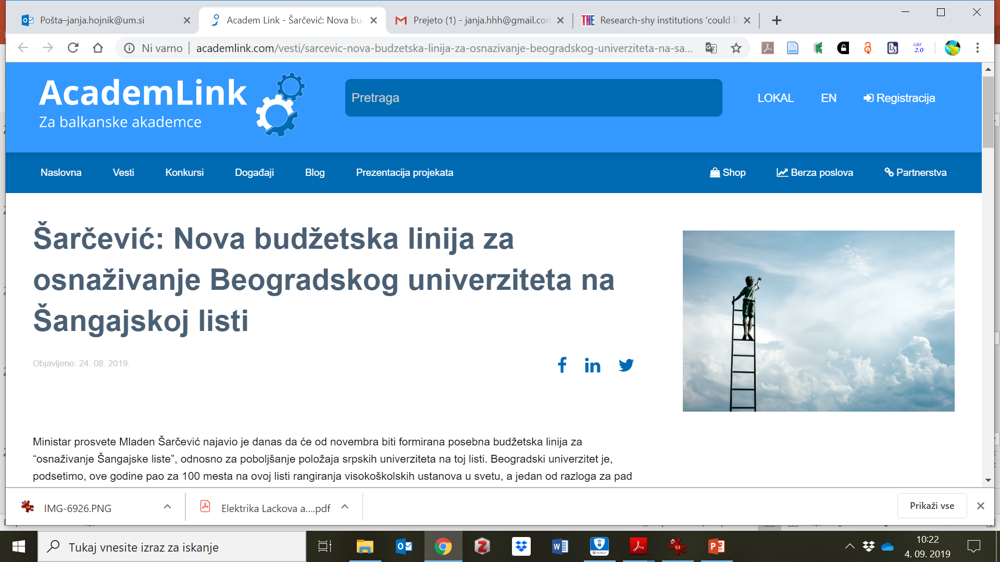 Pošta–janja.hojnik@um.si
Academ Link - Šarčević: Nova bu
Prejeto (1) - janja.hhh@gmail.con
THE Research-shy institutions ‘could l
Ni varno | academlink.com/vesti/sarcevic-nova-budzetska-linija-za-osnazivanje-beogradskog-univerziteta-na-sa...
LibX 2.0
AcademLink
Za balkanske akademce
Pretraga
LOKAL EN Registracija
Naslovna Vesti Konkursi Događaji Blog Prezentacija projekata Shop Berza poslova Partnerstva
Šarčević: Nova budžetska linija za
osnaživanje Beogradskog univerziteta na
Šangajskoj listi
Objavljeno: 24. 08. 2019.
Ministar prosvete Mladen Šarčević najavio je danas da će od novembra biti formirana posebna budžetska linija za
“osnaživanje Šangajske liste”, odnosno za poboljšanje položaja srpskih univerziteta na toj listi. Beogradski univerzitet je,
podsetimo, ove godine pao za 100 mesta na ovoj listi rangiranja visokoškolskih ustanova u svetu, a jedan od razloga za pad
IMG-6926.PNG
Elektrika Lackova a....pdf
Prikaži vse
Tukaj vnesite izraz za iskanje
10:22
4. 09. 2019